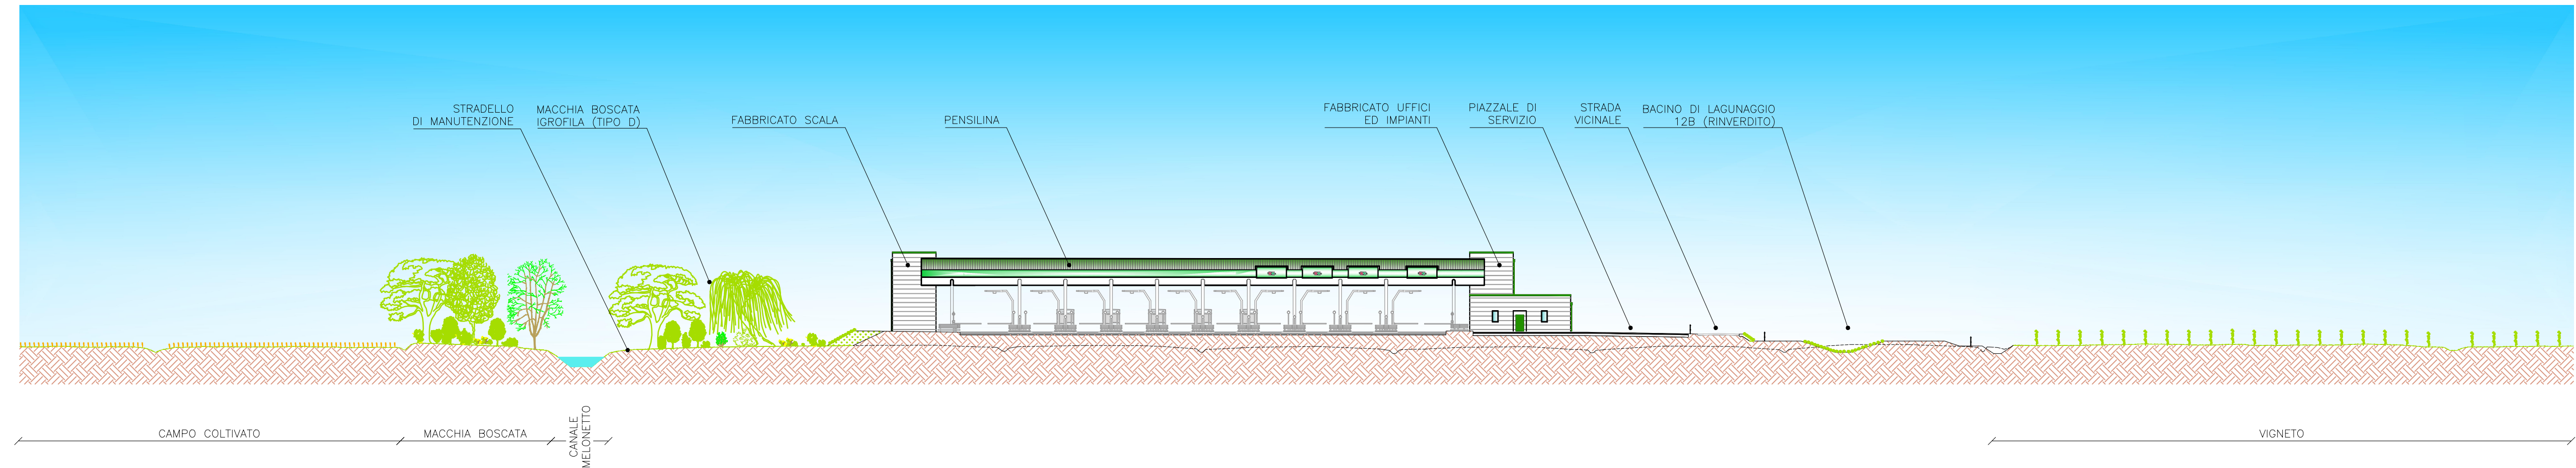 STRADELLO
DI MANUTENZIONE
MACCHIA BOSCATA
IGROFILA (TIPO D)
FABBRICATO SCALA
PENSILINA
FABBRICATO UFFICI
ED IMPIANTI
PIAZZALE DI
SERVIZIO
STRADA
VICINALE
BACINO DI LAGUNAGGIO
12B (RINVERDITO)
CAMPO COLTIVATO
MACCHIA BOSCATA
CANALE
MELONETTO
VIGNETO